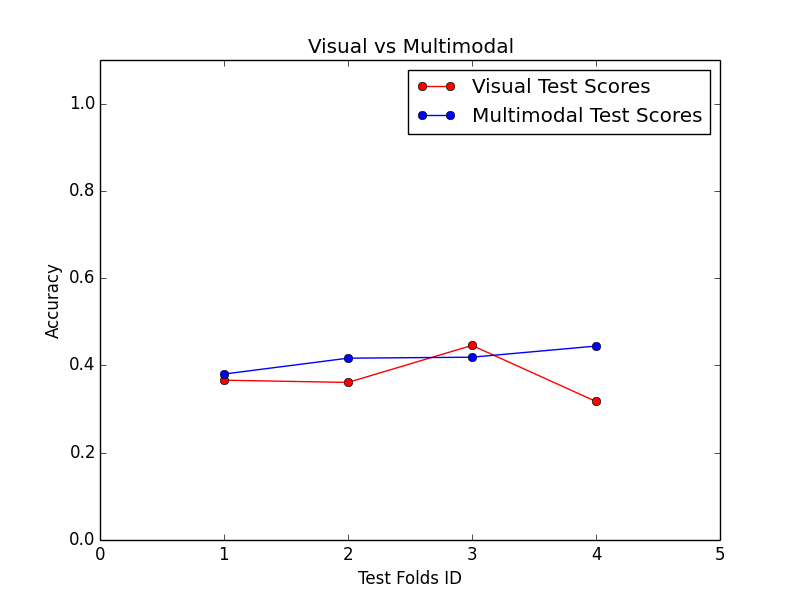 Visual vs Multimodal
Visual Test Scores
Multimodal Test Scores
Accuracy
1.0
0.8
0.6
0.4
0.2
0.0
0 1 2 3 4 5
Test Folds ID